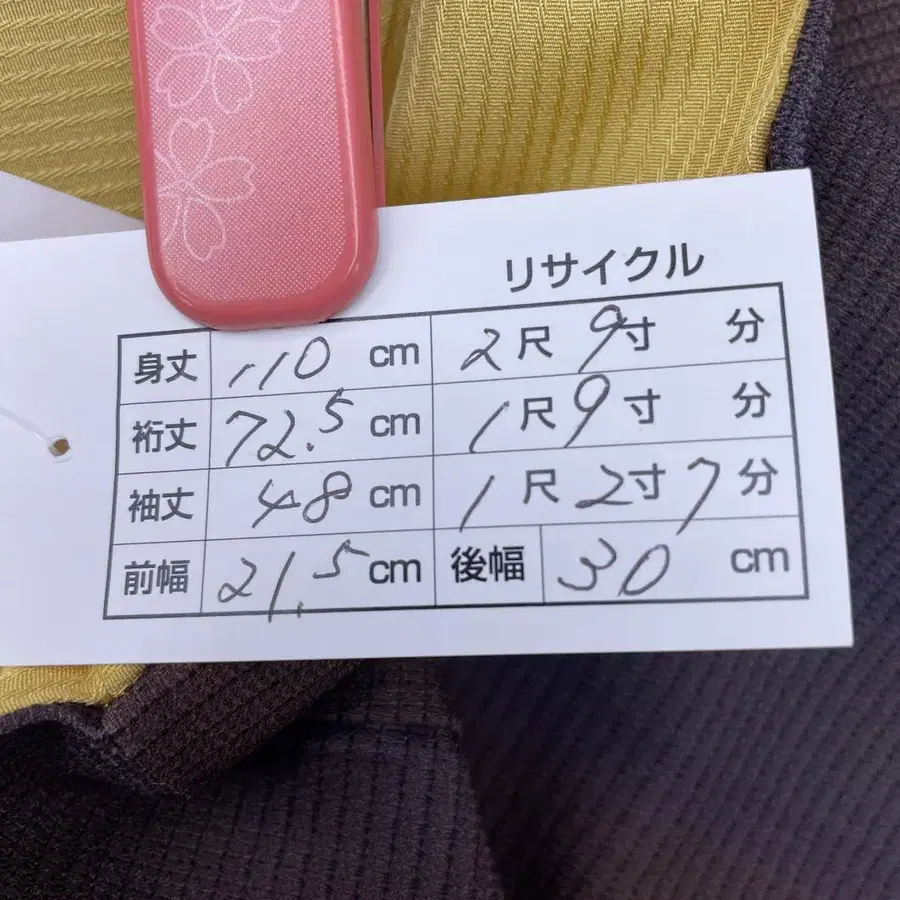 リサイクル
身丈 110 cm 2尺 9寸 分
裄丈 72.5 cm 1尺 9寸 分
袖丈 48 cm 1尺 2寸 7分
前幅 21.5 cm 後幅 30 cm